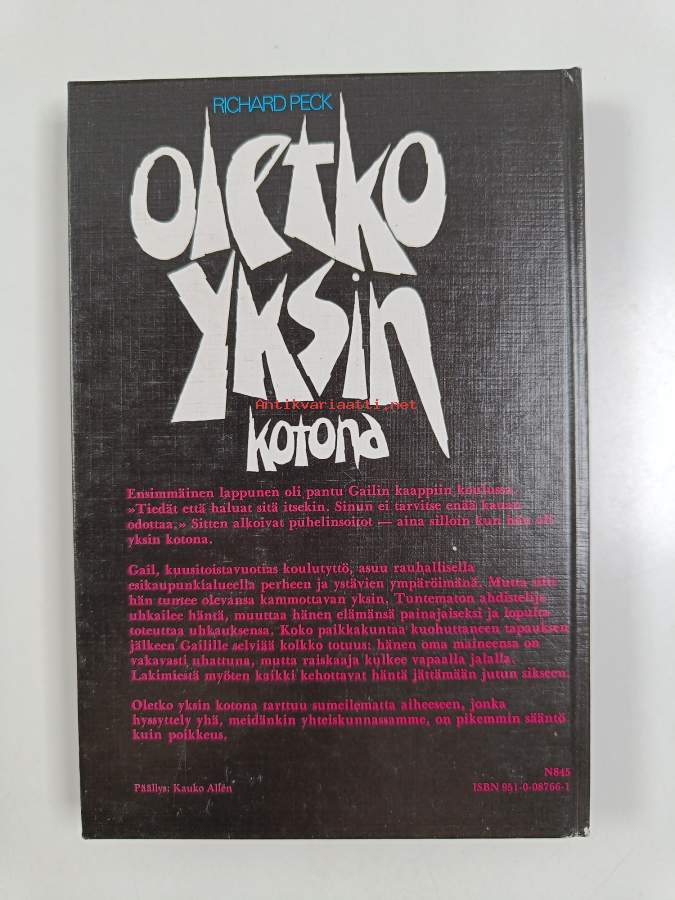 RICHARD PECK
Oletko
yksin
kotona
Antikvariaatti.net
Ensimmäinen lappunen oli pantu Gailin kaappiin koulussa.
»Tiedät että haluat sitä itsekin. Sinun ei tarvitse enää kauan
odottaa.» Sitten alkoivat puhelinsoitot — aina silloin kun hän oli
yksin kotona.
Gail, kuusitoistavuotias koulutyttö, asuu rauhallisella
esikaupunkialueella perheen ja ystävien ympäröimänä. Mutta silti
hän tuntee olevansa kammottavan yksin. Tuntematon ahdistelija
uhkailee häntä, muuttaa hänen elämänsä painajaiseksi ja lopulta
toteuttaa uhkauksensa. Koko paikkakuntaa kuohuttaneen tapauksen
jälkeen Gailille selviää kolkko totuus: hänen oma maineensa on
vakavasti uhattuna, mutta raiskaaja kulkee vapaalla jalalla.
Lakimiestä myöten kaikki kehottavat häntä jättämään jutun sikseen.
Oletko yksin kotona tarttuu sumeilematta aiheeseen, jonka
hyssyttely yhä, meidänkin yhteiskunnassamme, on pikemmin sääntö
kuin poikkeus.
N845
Päällys: Kauko Allén
ISBN 951-0-08766-1